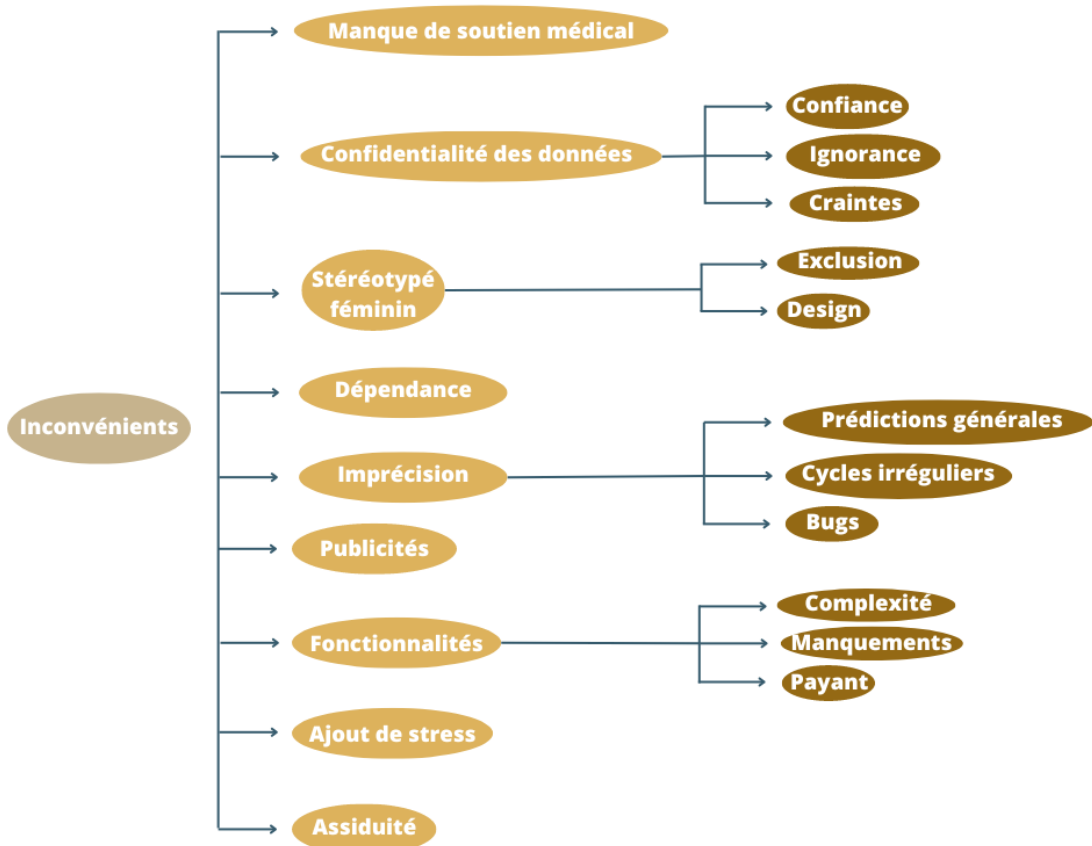 Manque de soutien médical
Confiance
Confidentialité des données
Ignorance
Craintes
Stéréotypé
féminin
Exclusion
Design
Dépendance
Inconvénients
Prédictions générales
Imprécision
Cycles irréguliers
Bugs
Publicités
Complexité
Fonctionnalités
Manquements
Payant
Ajout de stress
Assiduité